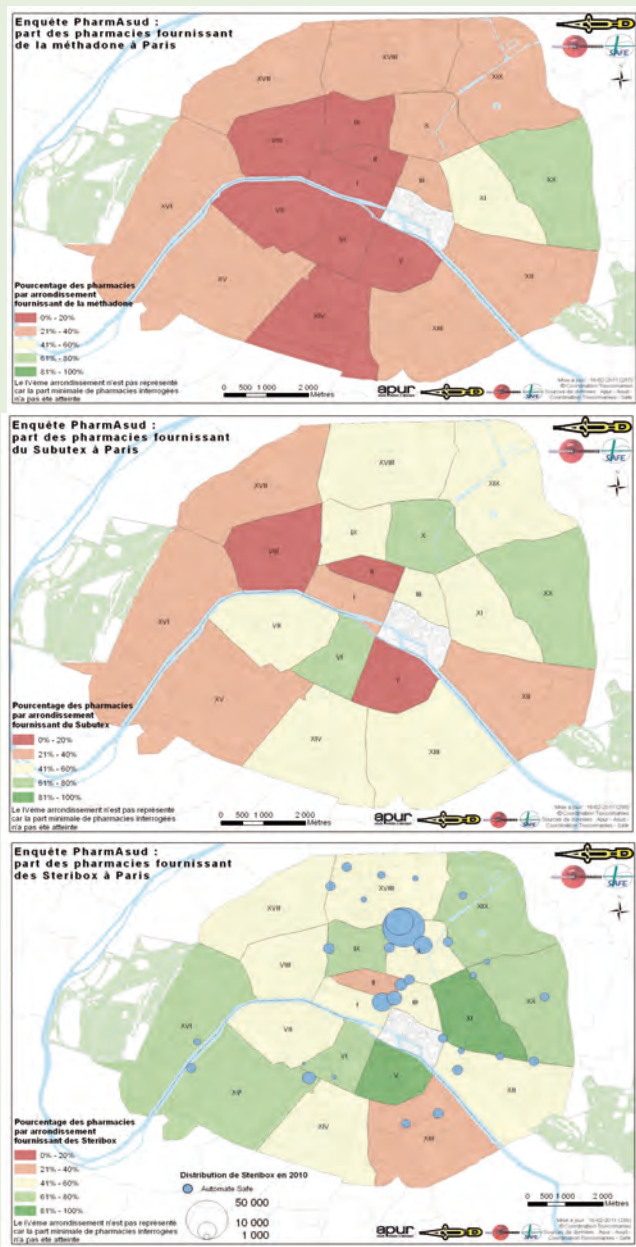 Enquête PharmAsud :
part des pharmacies fournissant
de la méthadone à Paris
SAFE
N
XVII
XVIII
XIX
VIII
IX
X
II
I
III
XVI
XI
XX
VII
VI
V
XV
XIV
XIII
XII
Pourcentage des pharmacies
par arrondissement
fournissant de la méthadone
0% - 20%
21% - 40%
41% - 60%
61% - 80%
81% - 100%
Le IVème arrondissement n'est pas représenté
car la part minimale de pharmacies interrogées
n'a pas été atteinte
0 500 1 000 2 000
Mètres
apur
D
SAFE
Enquête PharmAsud :
part des pharmacies fournissant
du Subutex à Paris
SAFE
N
XVII
XVIII
XIX
VIII
IX
X
II
I
III
XVI
XI
XX
VII
VI
V
XV
XIV
XIII
XII
Pourcentage des pharmacies
par arrondissement
fournissant du Subutex
0% - 20%
21% - 40%
41% - 60%
61% - 80%
81% - 100%
Le IVème arrondissement n'est pas représenté
car la part minimale de pharmacies interrogées
n'a pas été atteinte
0 500 1 000 2 000
Mètres
apur
D
SAFE
Enquête PharmAsud :
part des pharmacies fournissant
des Steribox à Paris
SAFE
N
XVII
XVIII
XIX
VIII
IX
II
I
III
XVI
XI
XX
VII
VI
V
XV
XIV
XIII
XII
Pourcentage des pharmacies
par arrondissement
fournissant des Steribox
0% - 20%
21% - 40%
41% - 60%
61% - 80%
81% - 100%
Le IVème arrondissement n'est pas représenté
car la part minimale de pharmacies interrogées
n'a pas été atteinte
Distribution de Steribox en 2010
Automate Safe
50 000
10 000
1 000
0 500 1 000 2 000
Mètres
apur
D
SAFE